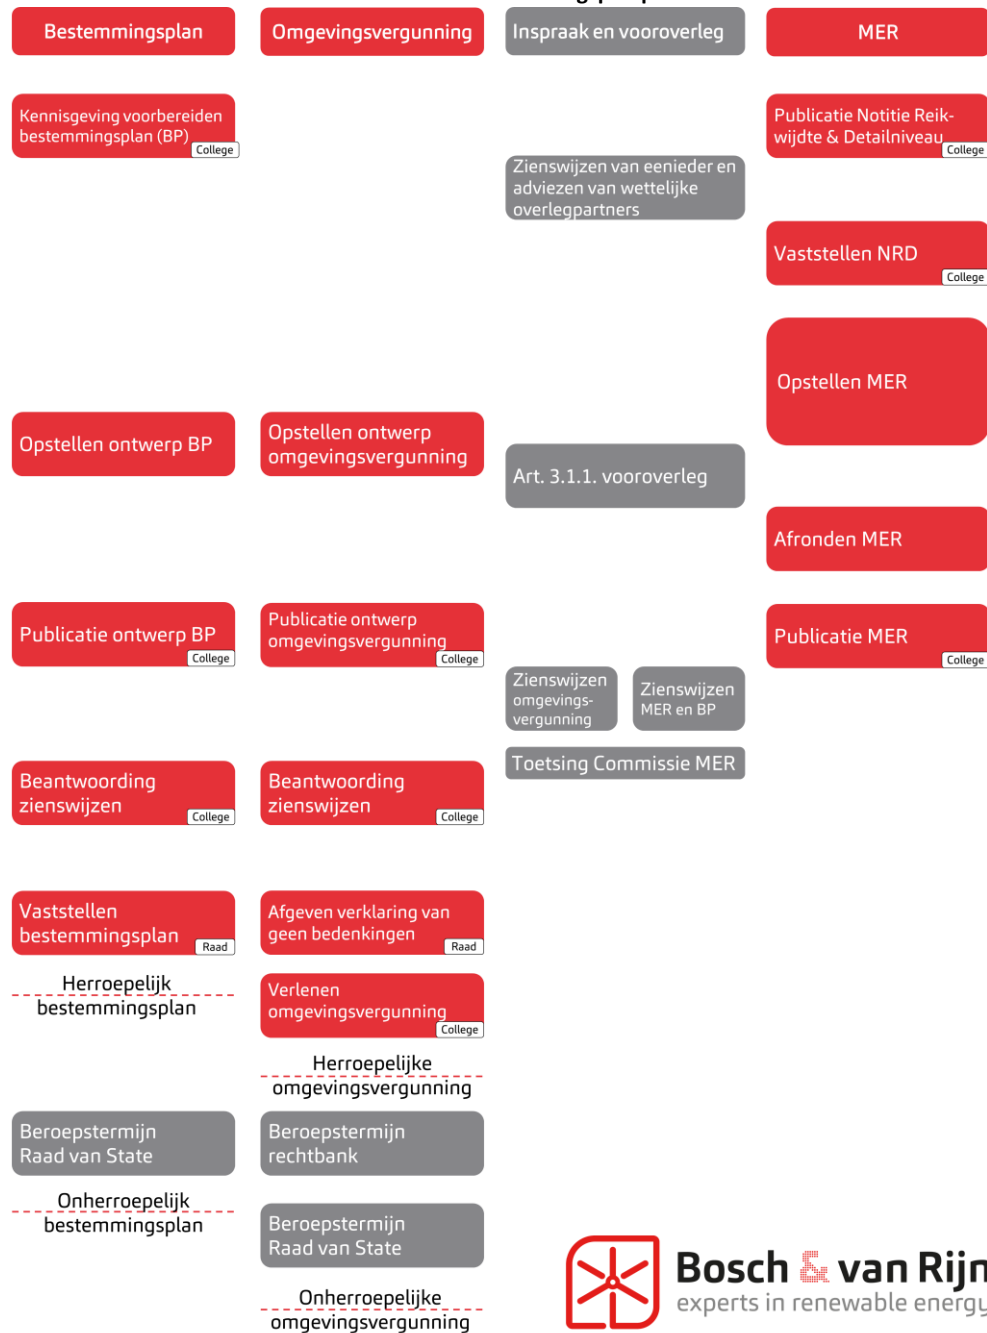 Bestemmingsplan
Omgevingsvergunning
Inspraak en vooroverleg
MER
Kennisgeving voorbereiden
bestemmingsplan (BP)
College
Publicatie Notitie Reik-
wijdte & Detailniveau
College
Zienswijzen van eenieder en
adviezen van wettelijke
overlegpartners
Vaststellen NRD
College
Opstellen MER
Opstellen ontwerp BP
Opstellen ontwerp
omgevingsvergunning
Art. 3.1.1. vooroverleg
Afronden MER
Publicatie ontwerp BP
College
Publicatie ontwerp
omgevingsvergunning
College
Publicatie MER
College
Zienswijzen
omgevings-
vergunning
Zienswijzen
MER en BP
Toetsing Commissie MER
Beantwoording
zienswijzen
College
Beantwoording
zienswijzen
College
Vaststellen
bestemmingsplan
Raad
Afgeven verklaring van
geen bedenkingen
Raad
Herroepelijk
bestemmingsplan
Verlenen
omgevingsvergunning
College
Herroepelijke
omgevingsvergunning
Beroepstermijn
Raad van State
Beroepstermijn
rechtbank
Onherroepelijk
bestemmingsplan
Beroepstermijn
Raad van State
Onherroepelijke
omgevingsvergunning
Bosch & van Rijn
experts in renewable energy